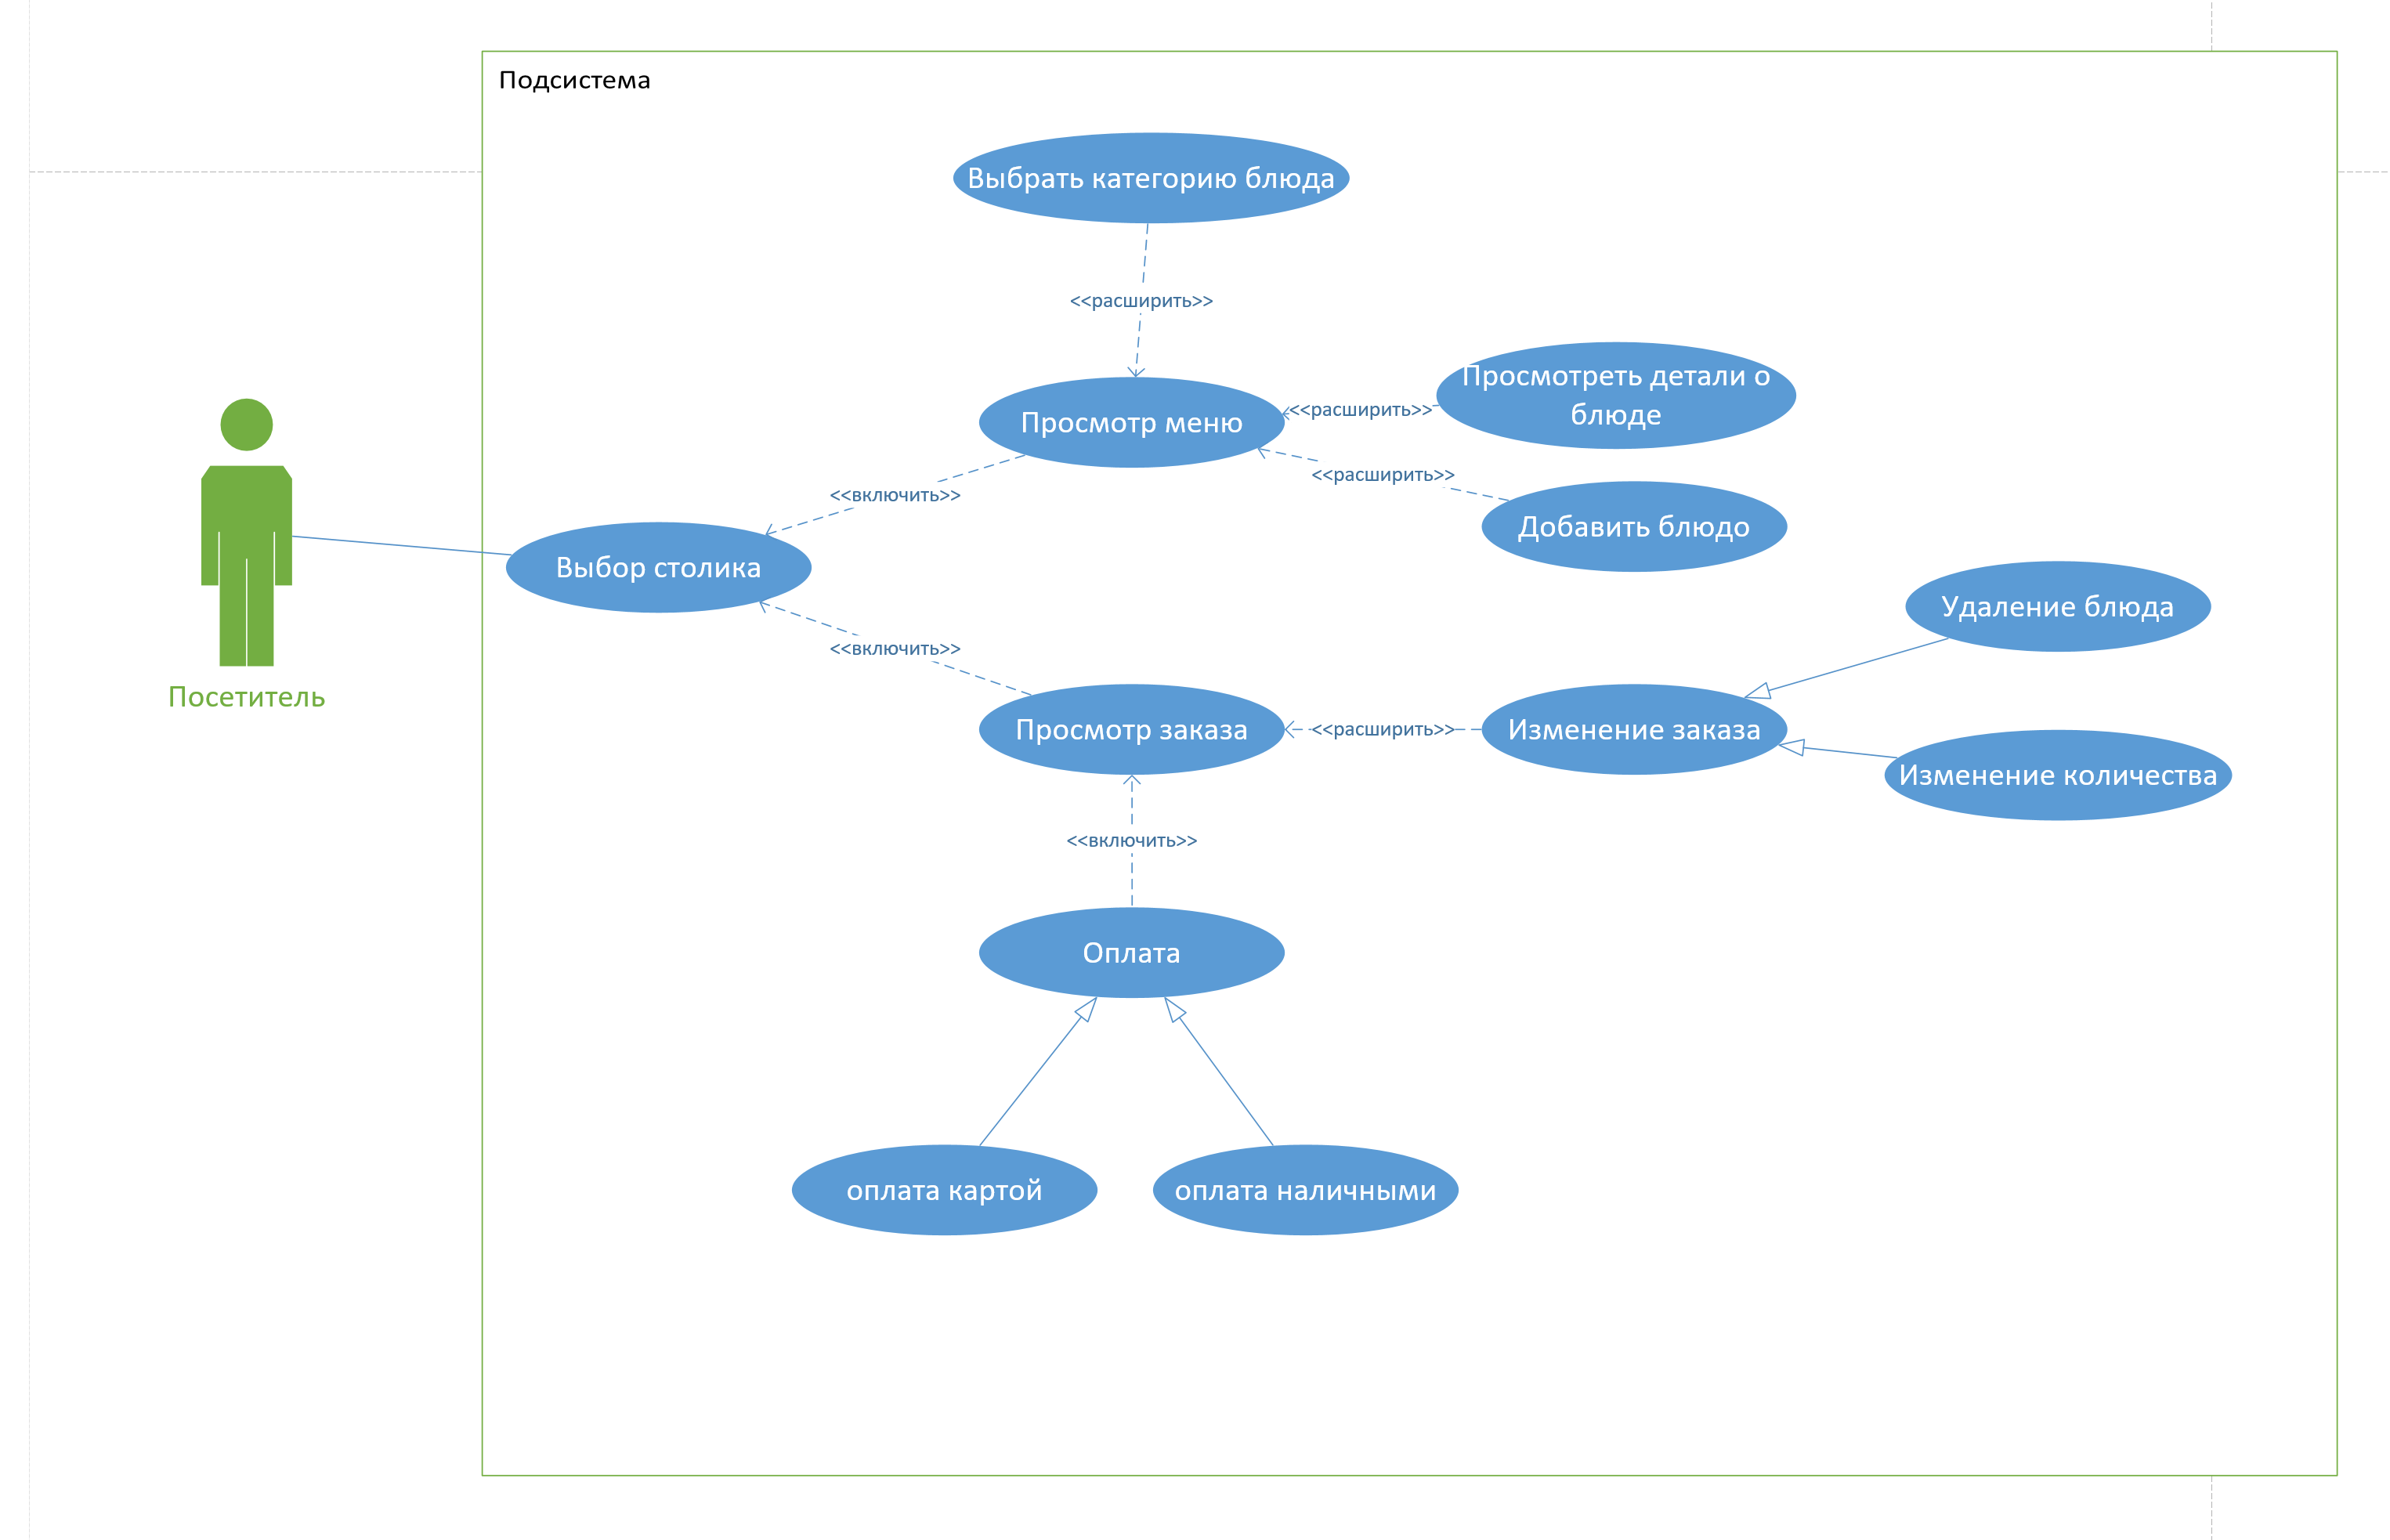 Подсистема
Выбрать категорию блюда
<<расширить>>
Просмотреть детали о
блюде
<<расширить>>
Просмотр меню
<<расширить>>
<<включить>>
Добавить блюдо
Выбор столика
Удаление блюда
<<включить>>
Посетитель
Просмотр заказа
<<расширить>>
Изменение заказа
Изменение количества
<<включить>>
Оплата
оплата картой
оплата наличными